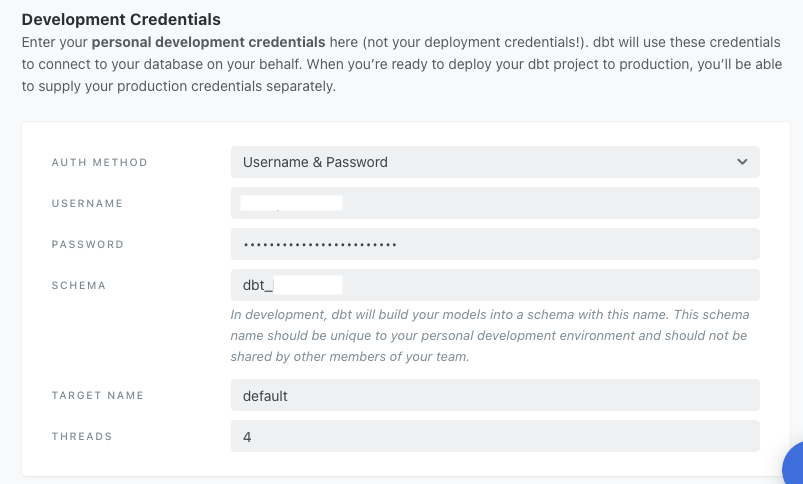 Development Credentials
Enter your personal development credentials here (not your deployment credentials!). dbt will use these credentials
to connect to your database on your behalf. When you’re ready to deploy your dbt project to production, you’ll be able
to supply your production credentials separately.
AUTH METHOD Username & Password
USERNAME
PASSWORD ••••••••••••••••••••••••
SCHEMA dbt_
In development, dbt will build your models into a schema with this name. This schema
name should be unique to your personal development environment and should not be
shared by other members of your team.
TARGET NAME default
THREADS 4